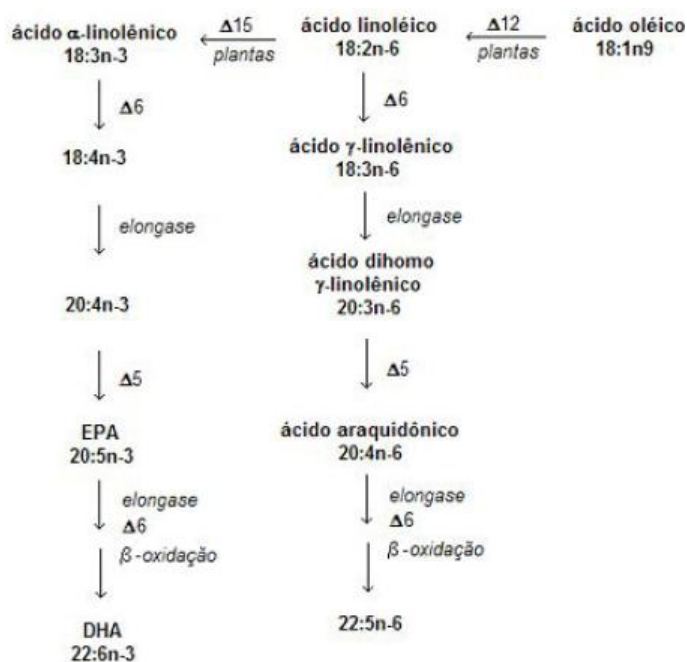 ácido α-linolênico
18:3n-3
Δ15
plantas
ácido linoléico
18:2n-6
Δ12
plantas
ácido oléico
18:1n9
Δ6
Δ6
18:4n-3
ácido γ-linolênico
18:3n-6
elongase
elongase
20:4n-3
ácido dihomo
γ-linolênico
20:3n-6
Δ5
Δ5
EPA
20:5n-3
ácido araquidônico
20:4n-6
elongase
Δ6
β-oxidação
elongase
Δ6
β-oxidação
DHA
22:6n-3
22:5n-6